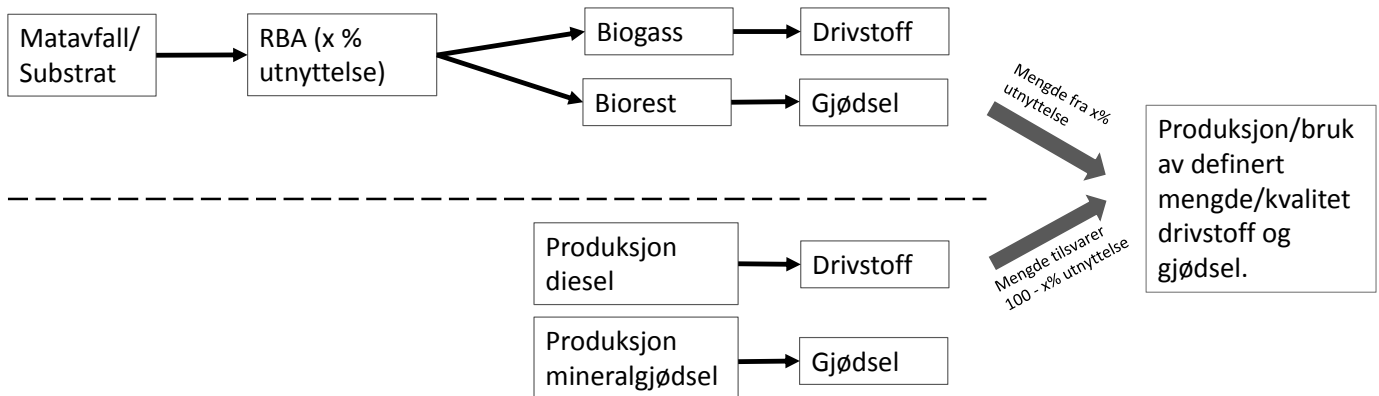 Matavfall/
Substrat
RBA (x %
utnyttelse)
Biogass
Drivstoff
Biorest
Gjødsel
Mengde fra x%
utnyttelse
Produksjon/bruk
av definert
mengde/kvalitet
drivstoff og
gjødsel.
Produksjon
diesel
Drivstoff
Mengde tilsvarer
100 - x% utnyttelse
Produksjon
mineralgjødsel
Gjødsel